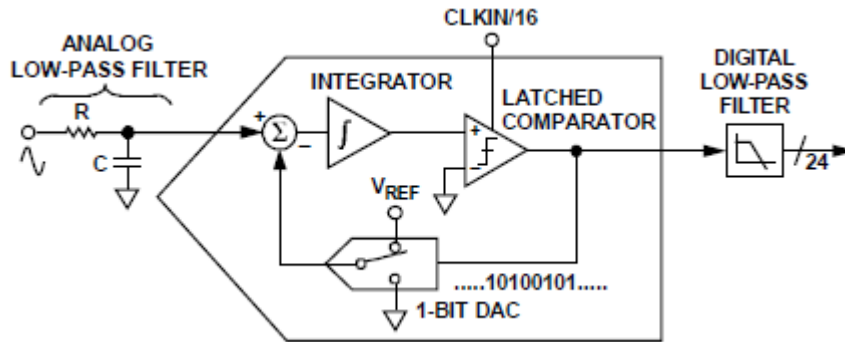 CLKIN/16
ANALOG
LOW-PASS FILTER
R
C
+
Σ
–
INTEGRATOR
∫
LATCHED
COMPARATOR
+
–
DIGITAL
LOW-PASS
FILTER
24
VREF
.....10100101.....
1-BIT DAC